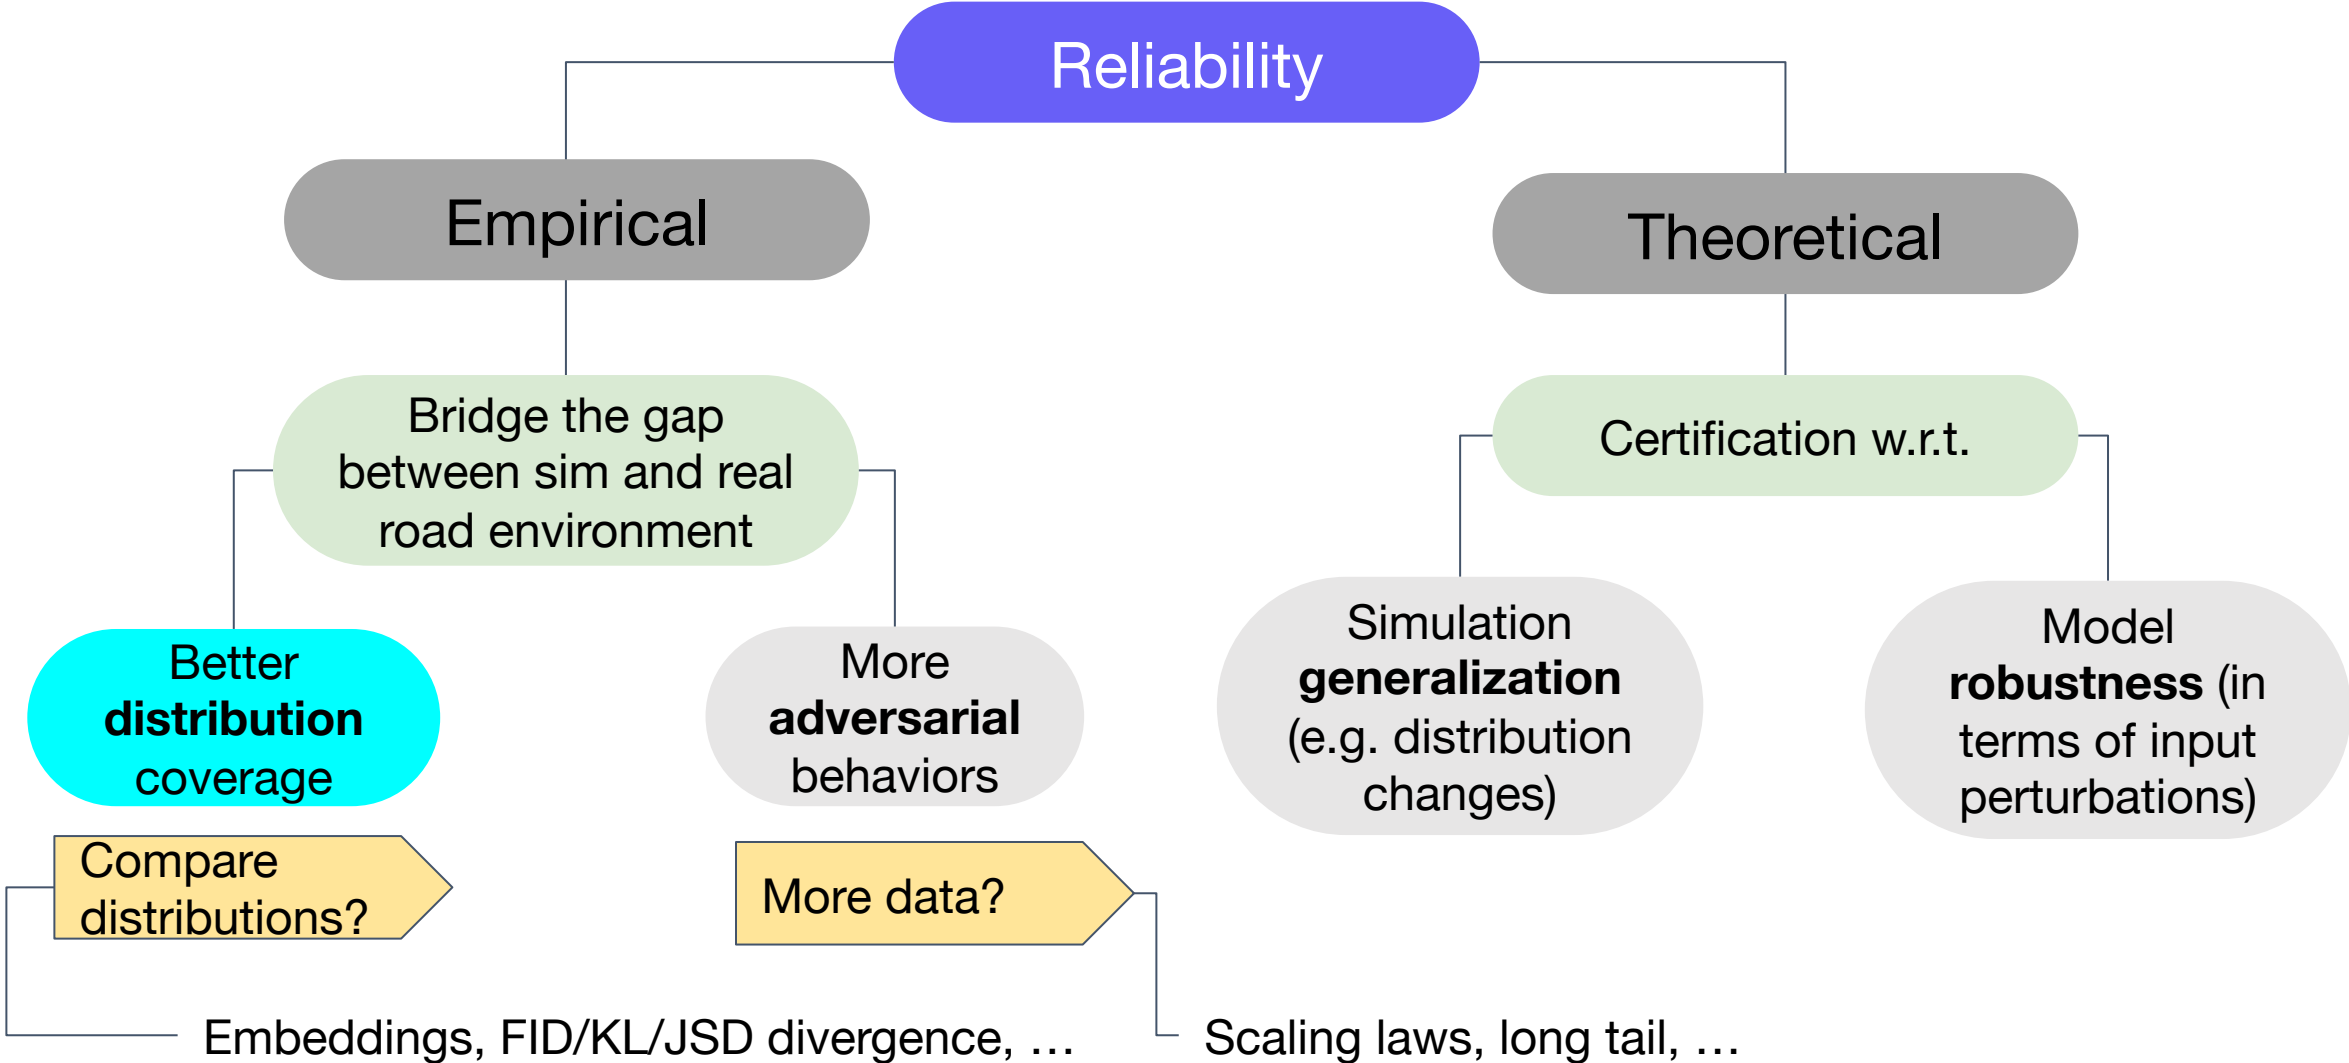 Reliability
Empirical
Theoretical
Bridge the gap
between sim and real
road environment
Certification w.r.t.
Better
distribution
coverage
More
adversarial
behaviors
Simulation
generalization
(e.g. distribution
changes)
Model
robustness (in
terms of input
perturbations)
Compare
distributions?
More data?
Embeddings, FID/KL/JSD divergence, …
Scaling laws, long tail, …